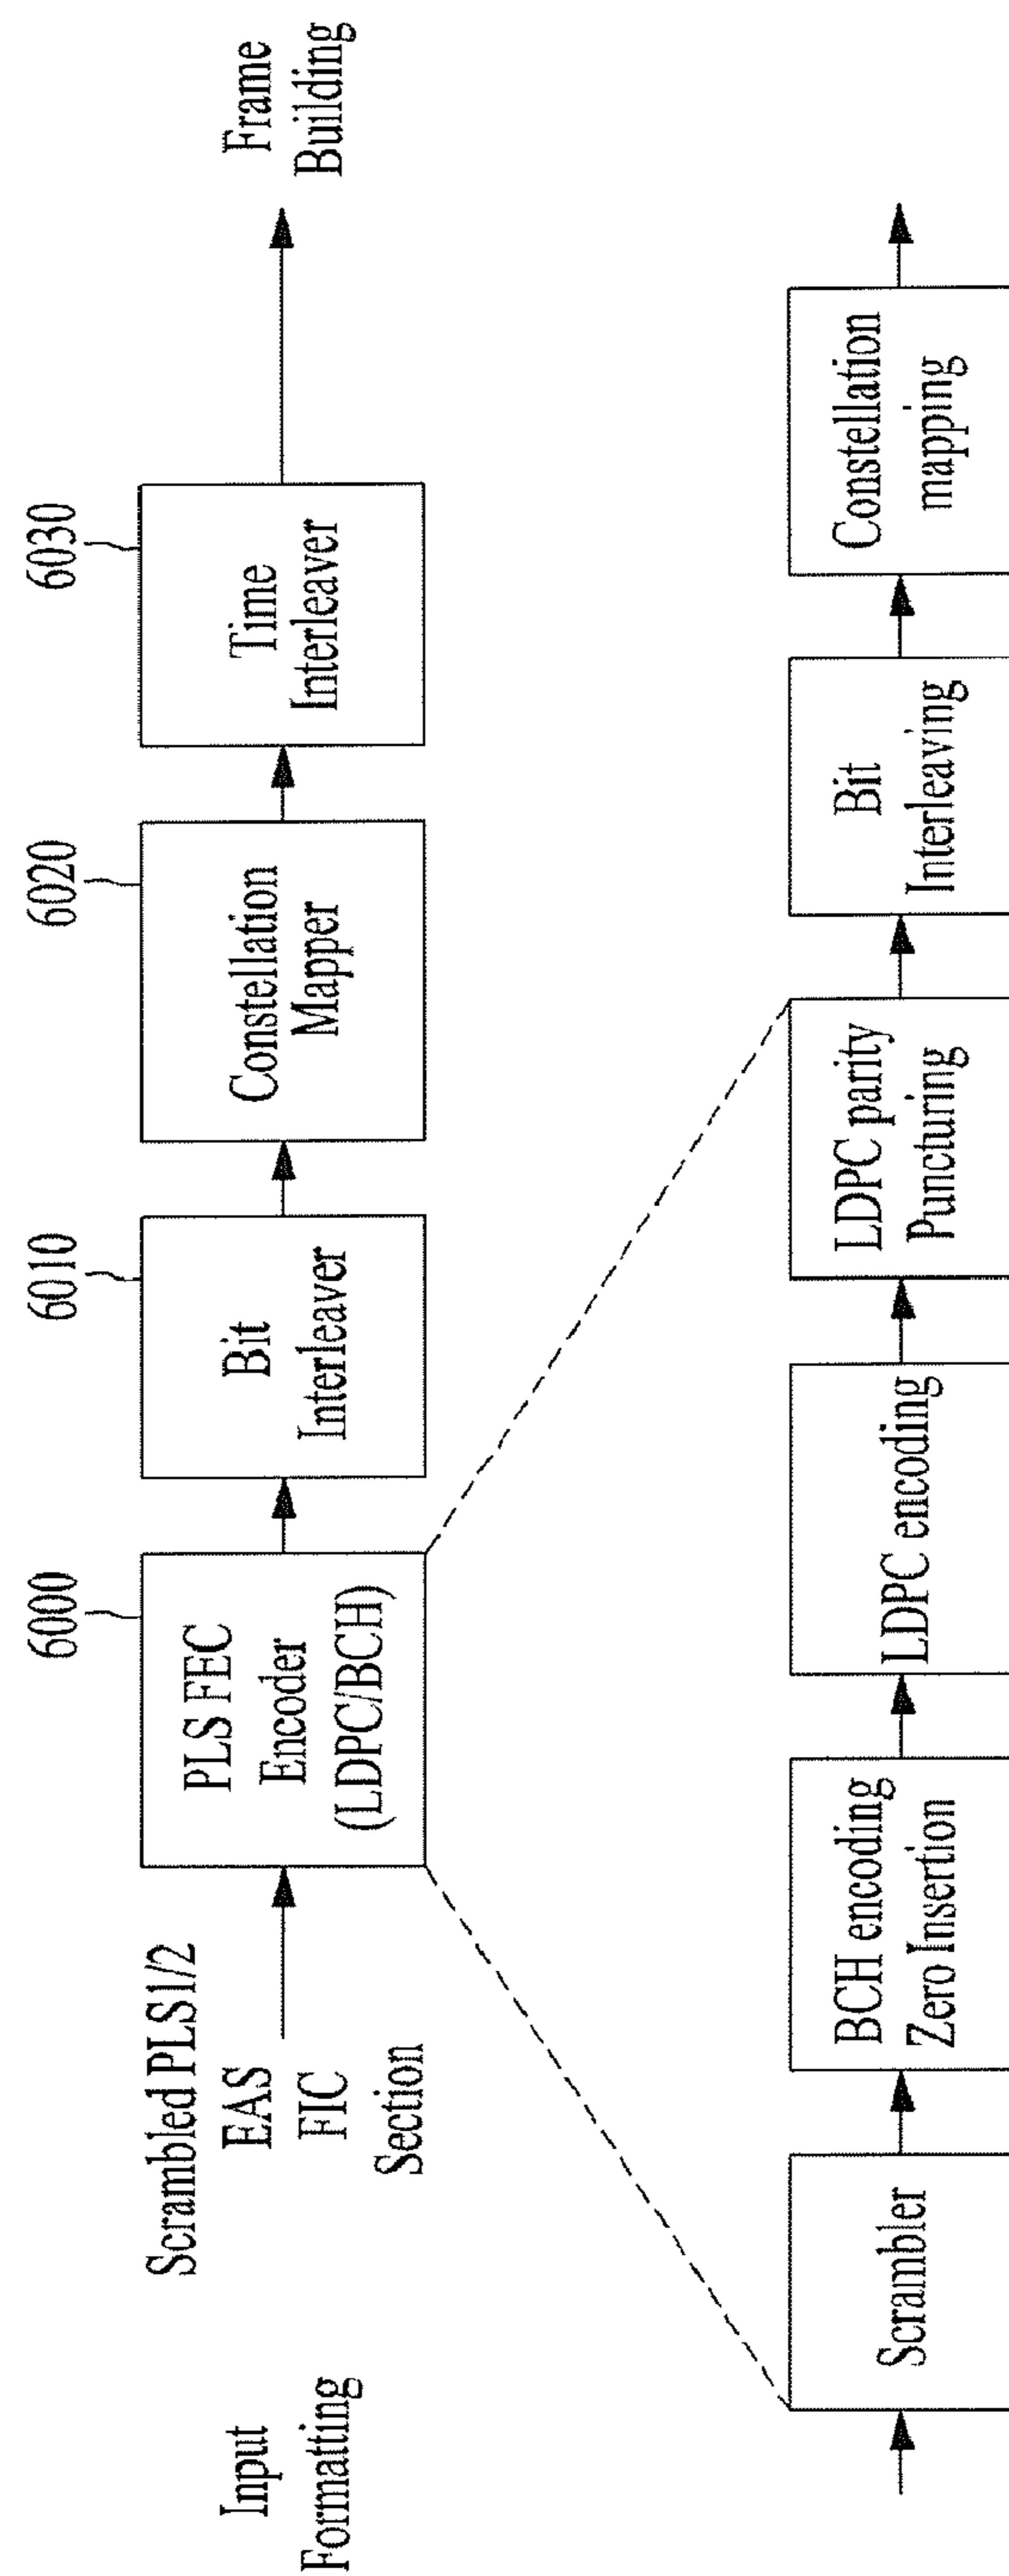 Input
Formatting
Scrambled PLS1/2
EAS
FIC
Section
6000
PLS FEC
Encoder
(LDPC/BCH)
6010
Bit
Interleaver
6020
Constellation
Mapper
6030
Time
Interleaver
Frame
Building
Scrambler
BCH encoding
Zero Insertion
LDPC encoding
LDPC parity
Puncturing
Bit
Interleaving
Constellation
mapping